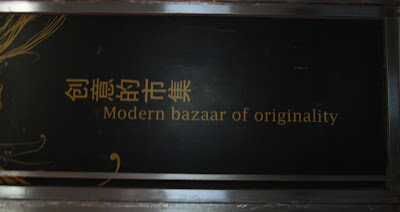 创意的市集
Modern bazaar of originality